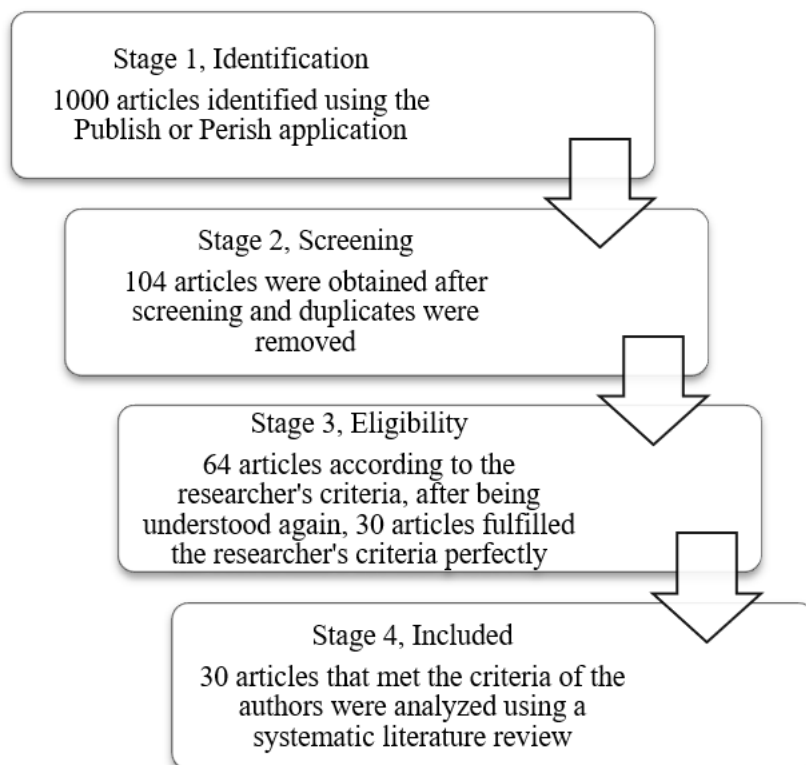 Stage 1, Identification
1000 articles identified using the
Publish or Perish application
Stage 2, Screening
104 articles were obtained after
screening and duplicates were
removed
Stage 3, Eligibility
64 articles according to the
researcher's criteria, after being
understood again, 30 articles fulfilled
the researcher's criteria perfectly
Stage 4, Included
30 articles that met the criteria of the
authors were analyzed using a
systematic literature review